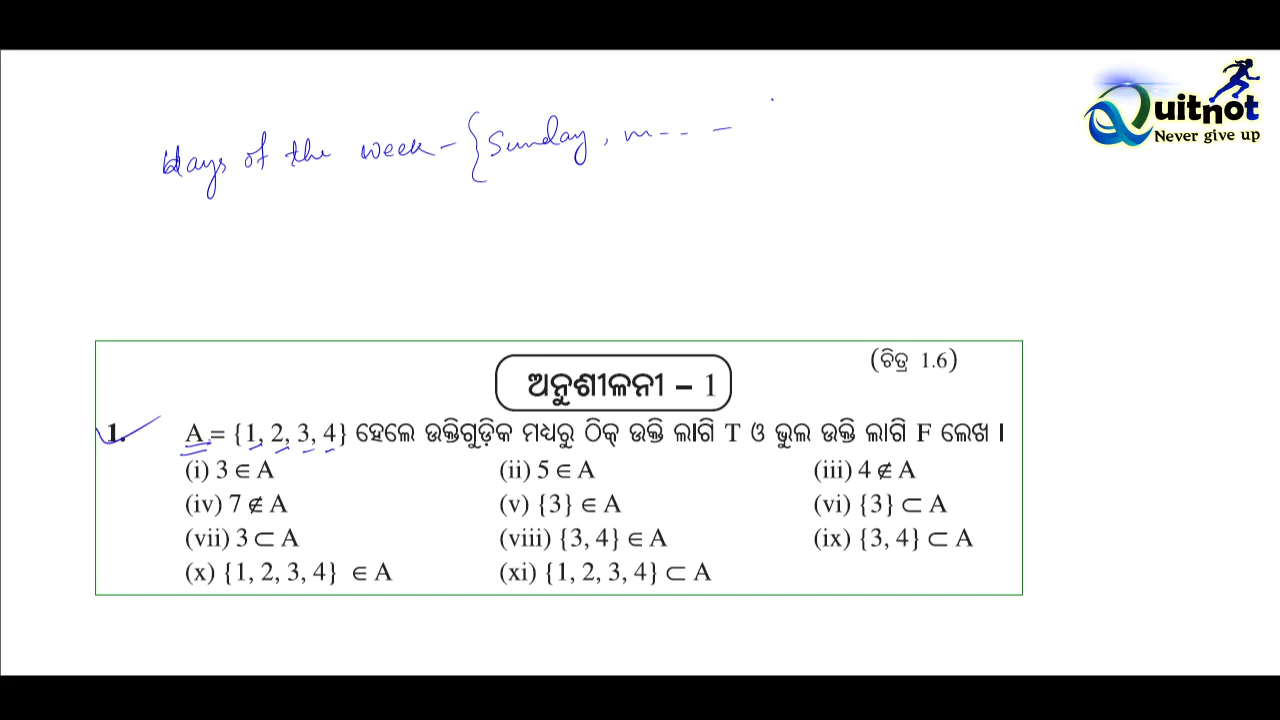 Quitnot
Never give up
days of the week - {Sunday, m-- -
(ଚିତ୍ର 1.6)
ଅନୁଶୀଳନୀ – 1
1. A = {1, 2, 3, 4} ହେଲେ ଉକ୍ତିଗୁଡ଼ିକ ମଧ୍ୟରୁ ଠିକ୍ ଉକ୍ତି ଲାଗି T ଓ ଭୁଲ ଉକ୍ତି ଲାଗି F ଲେଖ ।
(i) 3 ∈ A (ii) 5 ∈ A (iii) 4 ∉ A
(iv) 7 ∉ A (v) {3} ∈ A (vi) {3} ⊂ A
(vii) 3 ⊂ A (viii) {3, 4} ∈ A (ix) {3, 4} ⊂ A
(x) {1, 2, 3, 4} ∈ A (xi) {1, 2, 3, 4} ⊂ A